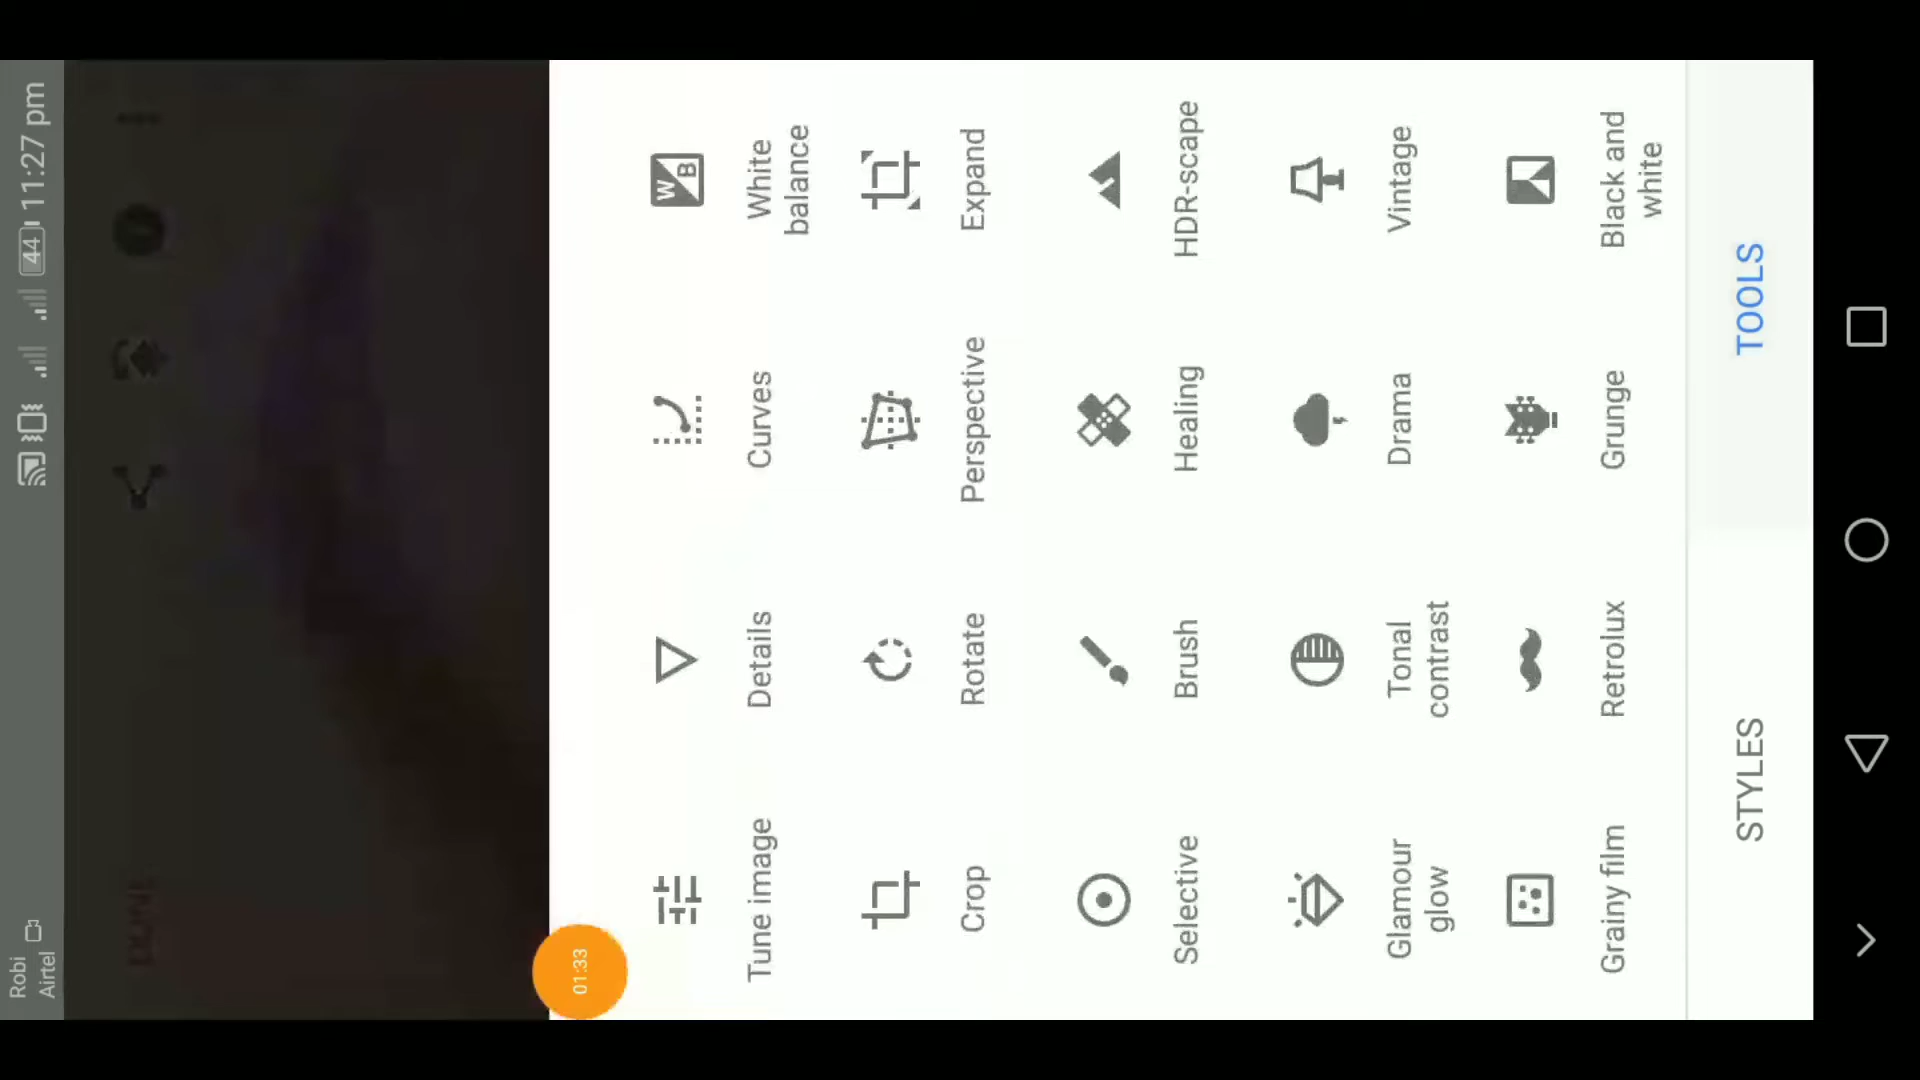 Robi
Airtel
44 11:27 pm
DONE
01:33
Tune image
Details
Curves
White
balance
Crop
Rotate
Perspective
Expand
Selective
Brush
Healing
HDR-scape
Glamour
glow
Tonal
contrast
Drama
Vintage
Grainy film
Retrolux
Grunge
Black and
white
STYLES
TOOLS